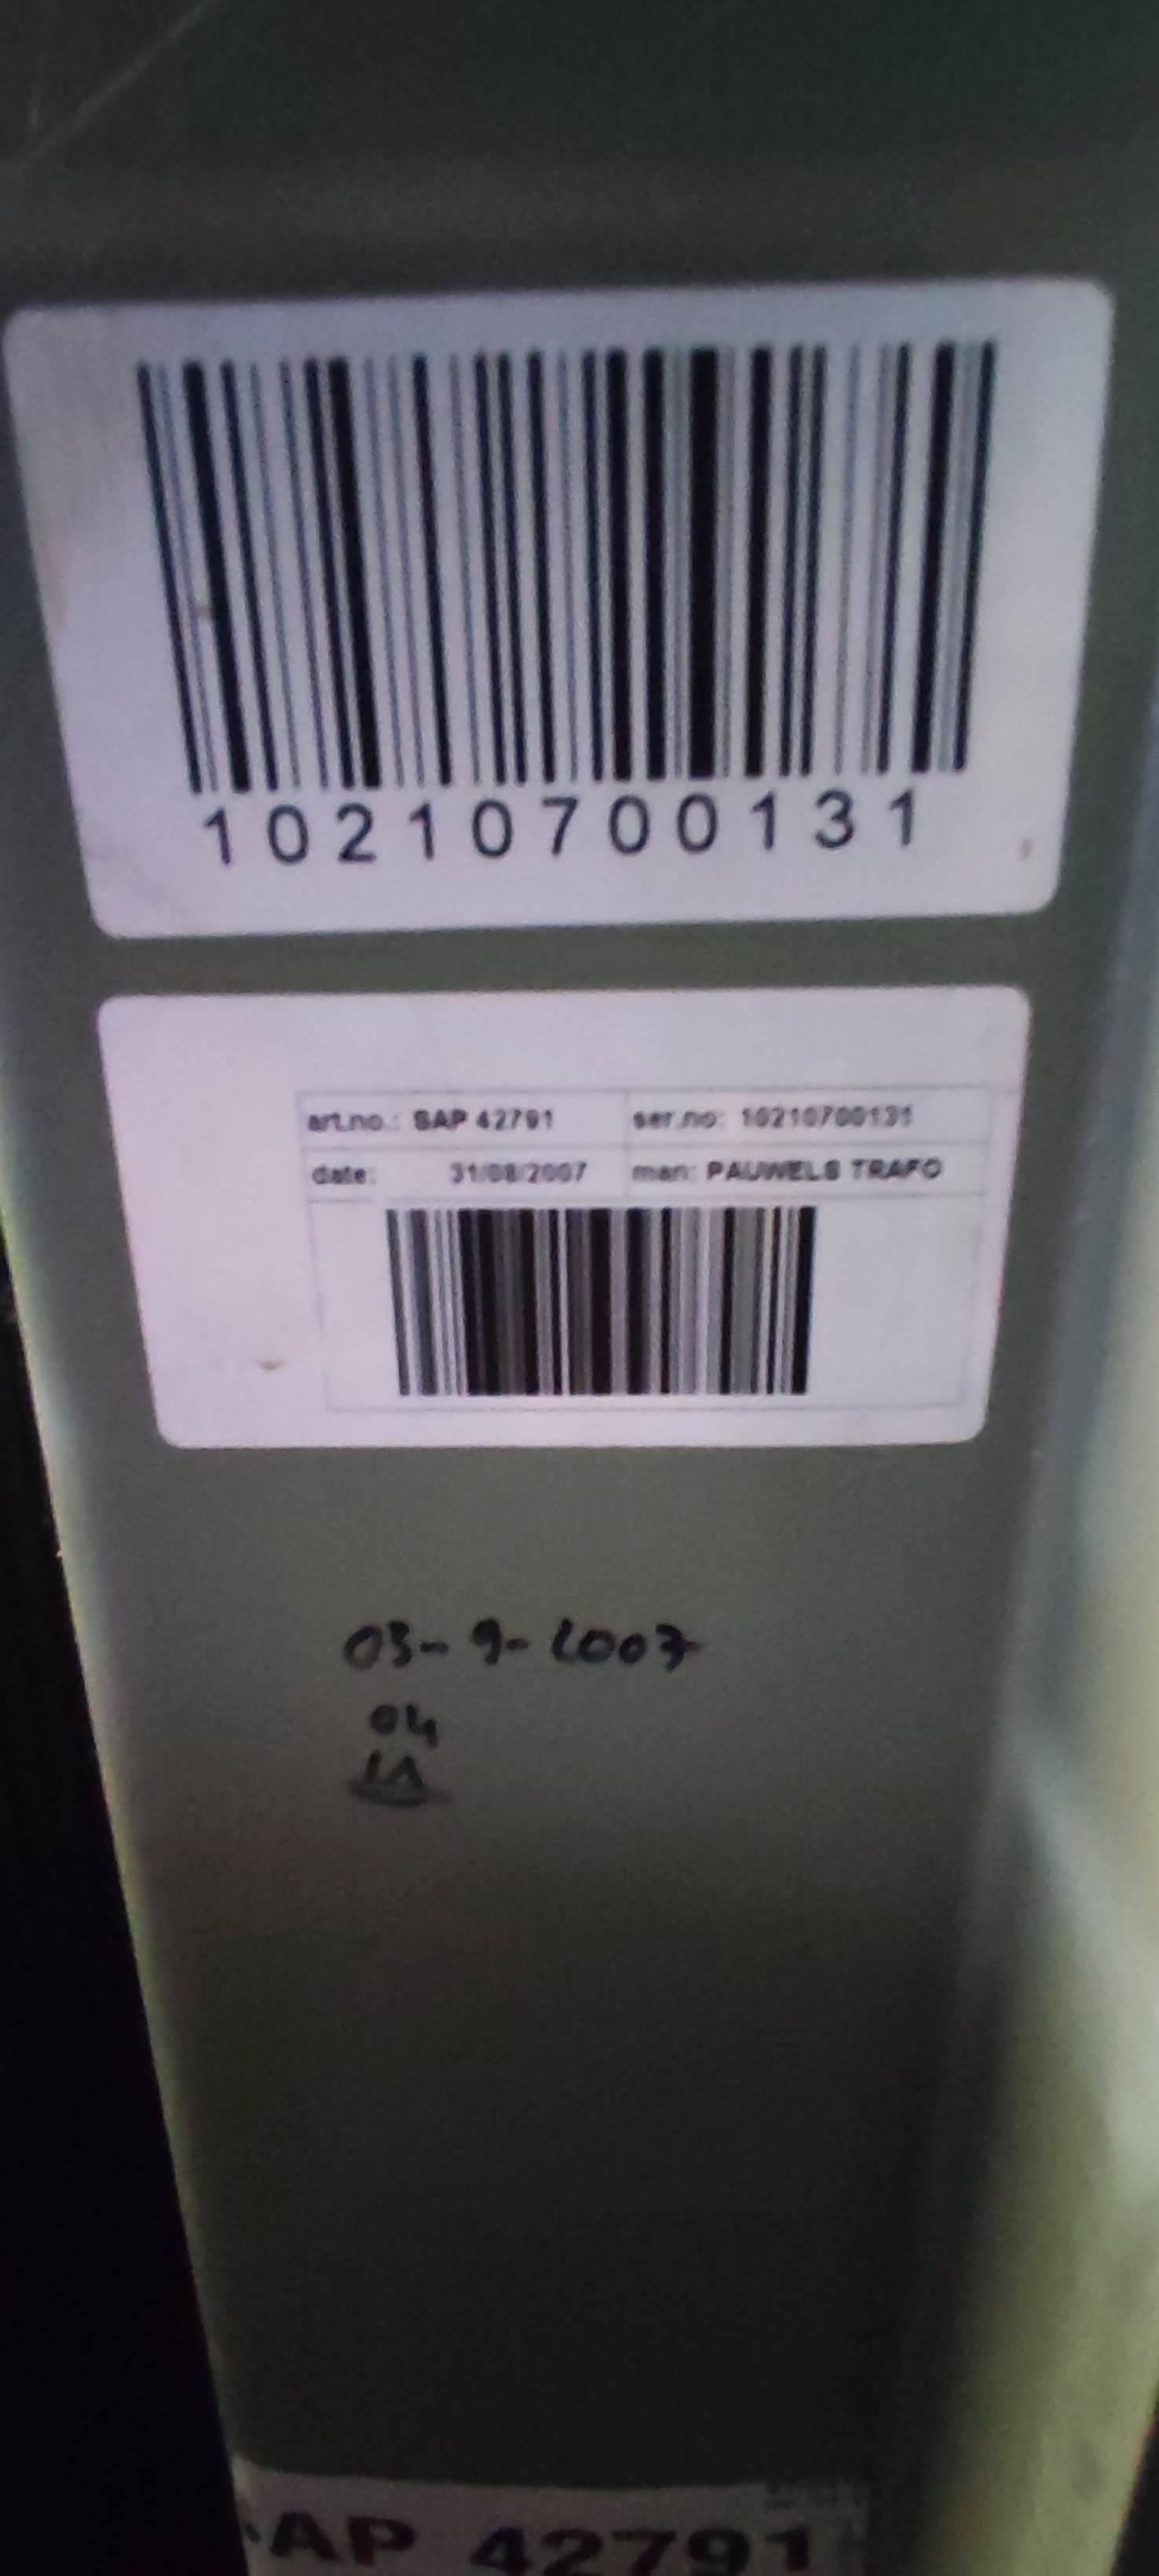 10210700131
art.no.: SAP 42791 ser.no: 10210700131
date: 31/08/2007 man: PAUWELS TRAFO
03-9-2007
04
SAP 42791